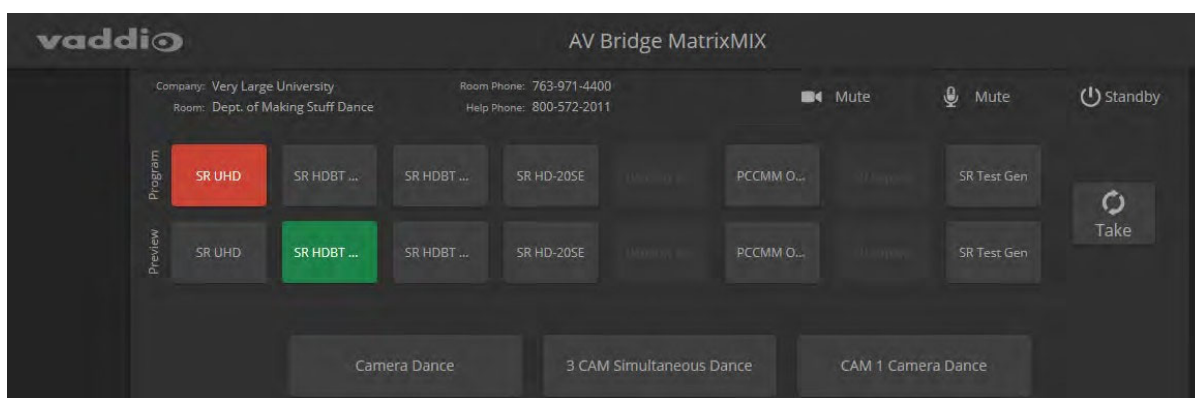 vaddio
AV Bridge MatrixMIX
Company: Very Large University
Room: Dept. of Making Stuff Dance
Room Phone: 763-971-4400
Help Phone: 800-572-2011
Mute
Mute
Standby
Program
SR UHD
SR HDBT ...
SR HDBT ...
SR HD-20SE
PCCMM O...
SR Test Gen
Take
Preview
SR UHD
SR HDBT ...
SR HDBT ...
SR HD-20SE
PCCMM O...
SR Test Gen
Camera Dance
3 CAM Simultaneous Dance
CAM 1 Camera Dance